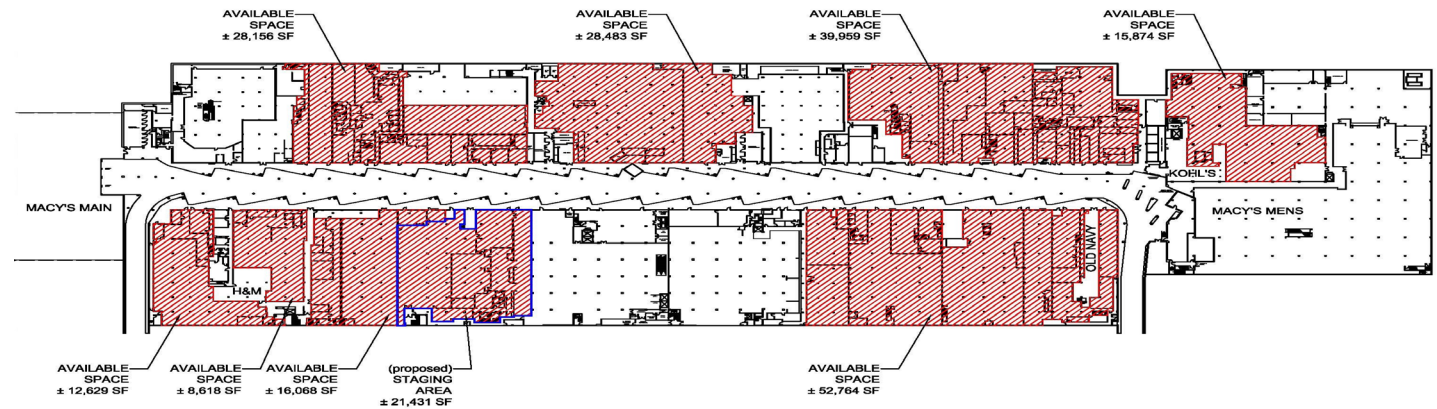 AVAILABLE
SPACE
± 28,156 SF
AVAILABLE
SPACE
± 28,483 SF
AVAILABLE
SPACE
± 39,959 SF
AVAILABLE
SPACE
± 15,874 SF
KOHL'S
MACY'S MAIN
MACY'S MENS
OLD NAVY
H&M
AVAILABLE
SPACE
± 12,629 SF
AVAILABLE
SPACE
± 8,618 SF
AVAILABLE
SPACE
± 16,068 SF
(proposed)
STAGING
AREA
± 21,431 SF
AVAILABLE
SPACE
± 52,764 SF